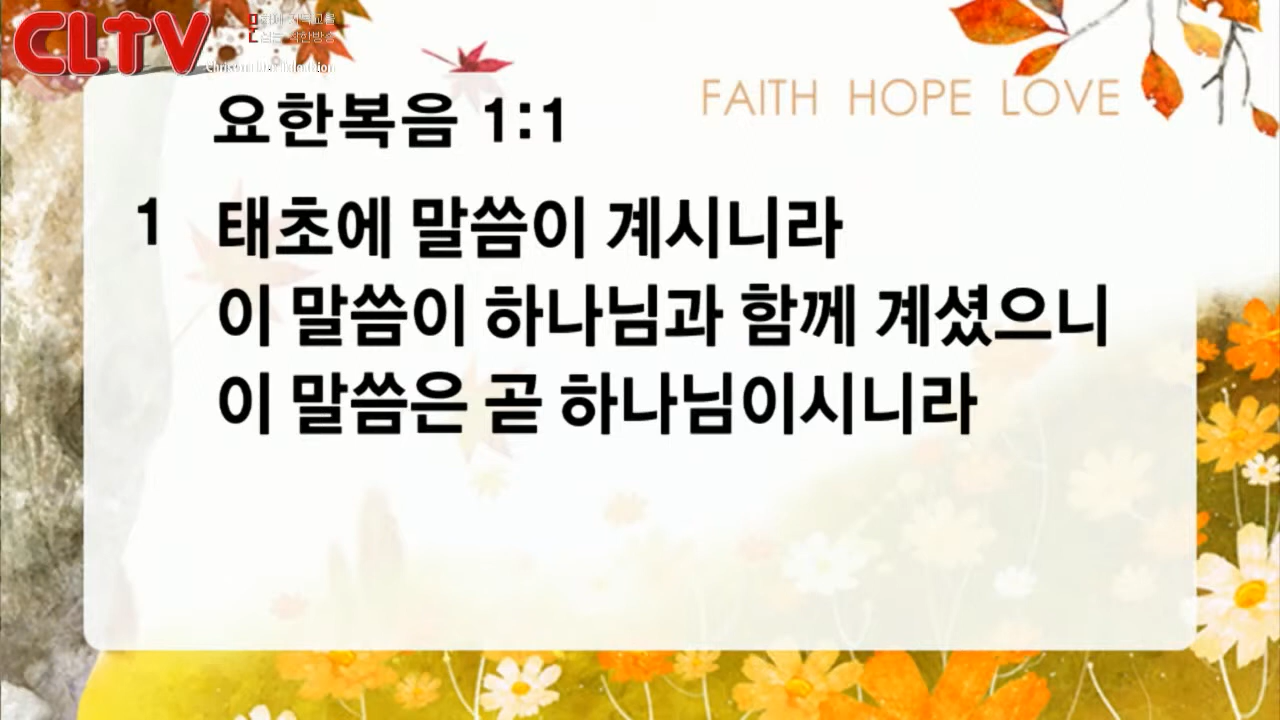 CLTV
FAITH HOPE LOVE
요한복음 1:1
1 태초에 말씀이 계시니라
이 말씀이 하나님과 함께 계셨으니
이 말씀은 곧 하나님이시니라